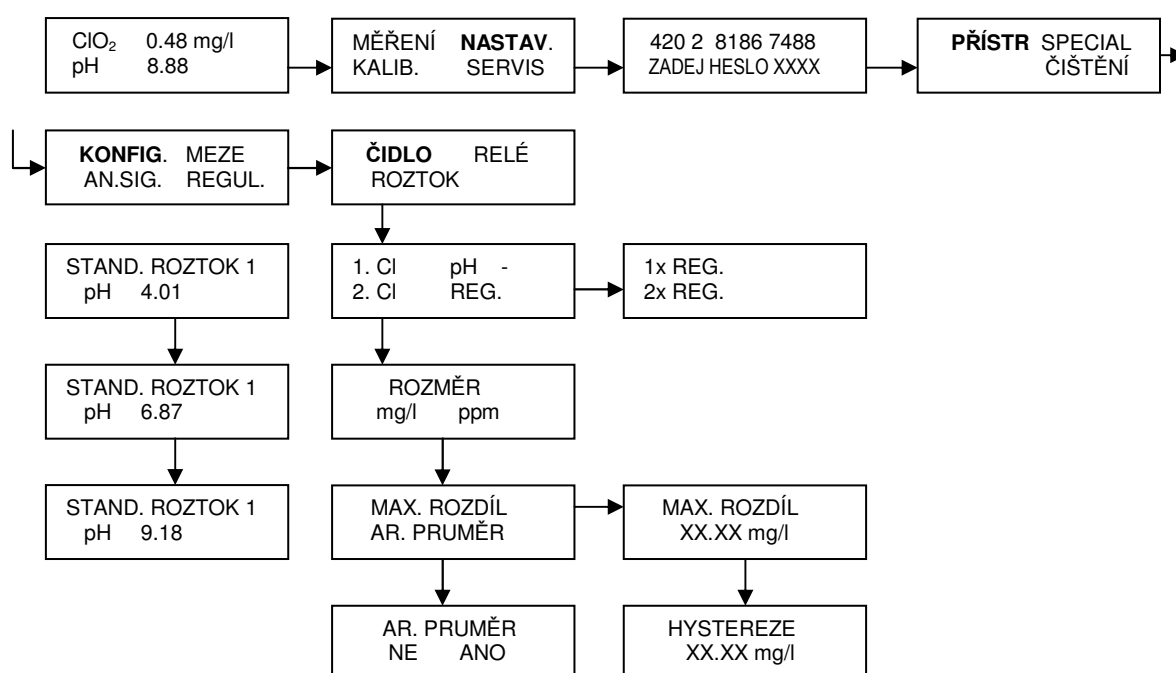 ClO₂ 0.48 mg/l
pH 8.88
MĚŘENÍ NASTAV.
KALIB. SERVIS
420 2 8186 7488
ZADEJ HESLO XXXX
PŘÍSTR SPECIAL
ČIŠTĚNÍ
KONFIG. MEZE
AN.SIG. REGUL.
ČIDLO RELÉ
ROZTOK
STAND. ROZTOK 1
pH 4.01
1. Cl pH -
2. Cl REG.
1x REG.
2x REG.
STAND. ROZTOK 1
pH 6.87
ROZMĚR
mg/l ppm
STAND. ROZTOK 1
pH 9.18
MAX. ROZDÍL
AR. PRUMĚR
MAX. ROZDÍL
XX.XX mg/l
AR. PRUMĚR
NE ANO
HYSTEREZE
XX.XX mg/l